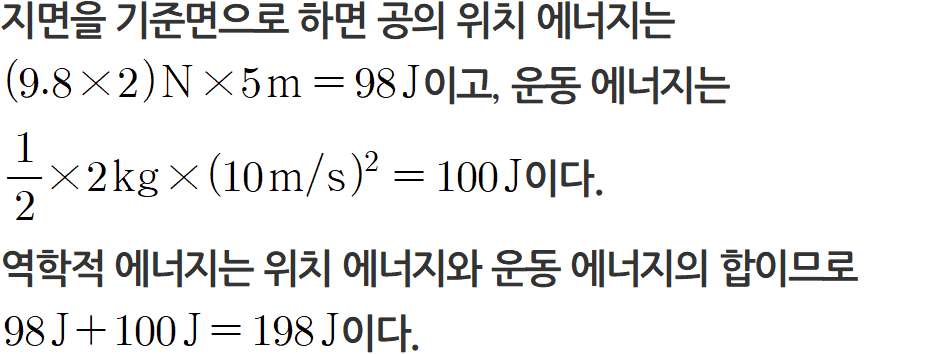 지면을 기준면으로 하면 공의 위치 에너지는
(9.8×2)N×5m=98J이고, 운동 에너지는
1/2×2kg×(10m/s)²=100J이다.
역학적 에너지는 위치 에너지와 운동 에너지의 합이므로
98J+100J=198J이다.